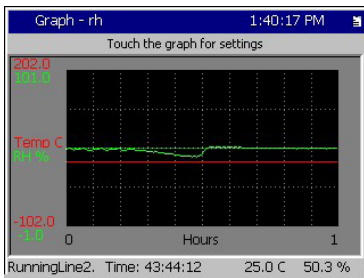 Graph - rh 1:40:17 PM
Touch the graph for settings
202.0
101.0
Temp C
RH %
-102.0
-1.0
0 Hours 1
RunningLine2. Time: 43:44:12 25.0 C 50.3 %